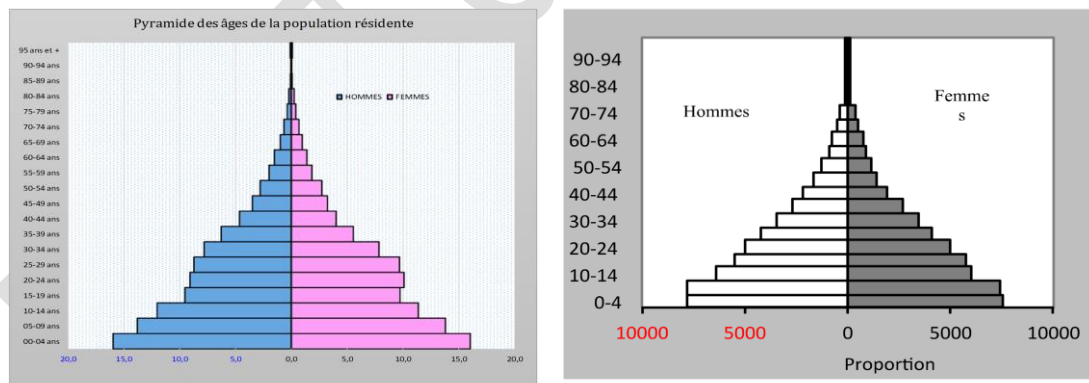 Pyramide des âges de la population résidente
95 ans et +
90-94 ans
85-89 ans
80-84 ans
75-79 ans
70-74 ans
65-69 ans
60-64 ans
55-59 ans
50-54 ans
45-49 ans
40-44 ans
35-39 ans
30-34 ans
25-29 ans
20-24 ans
15-19 ans
10-14 ans
05-09 ans
00-04 ans
HOMMES FEMMES
20,0 15,0 10,0 5,0 0,0 5,0 10,0 15,0 20,0
90-94
80-84
70-74
60-64
50-54
40-44
30-34
20-24
10-14
0-4
Hommes
Femme
s
10000 5000 0 5000 10000
Proportion